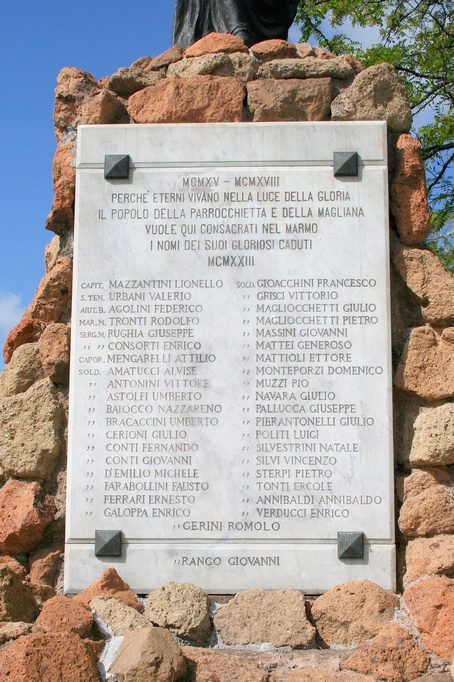 MCMXV – MCMXVIII
PERCHÈ ETERNI VIVANO NELLA LUCE DELLA GLORIA
IL POPOLO DELLA PARROCCHIETTA E DELLA MAGLIANA
VUOLE QUI CONSACRATI NEL MARMO
I NOMI DEI SUOI GLORIOSI CADUTI
MCMXXIII
CAPIT. MAZZANTINI LIONELLO
S. TEN. URBANI VALERIO
AIUT. B. AGOLINI FEDERICO
MAR. M. TRONTI RODOLFO
SERG. M. RUGHIA GIUSEPPE
„ CONSORTI ENRICO
CAPOR. MENGARELLI ATTILIO
SOLD. AMATUCCI ALVISE
„ ANTONINI VITTORE
„ ASTOLFI UMBERTO
„ BAIOCCO NAZZARENO
„ BRACACCINI UMBERTO
„ CERIONI GIULIO
„ CONTI FERNANDO
„ CONTI GIOVANNI
„ D'EMILIO MICHELE
„ FARABOLLINI FAUSTO
„ FERRARI ERNESTO
„ GALOPPA ENRICO
SOLD. GIOACCHINI FRANCESCO
„ GRISCI VITTORIO
„ MAGLIOCCHETTI GIULIO
„ MAGLIOCCHETTI PIETRO
„ MASINI GIOVANNI
„ MATTEI GENEROSO
„ MATTIOLI ETTORE
„ MONTEPORZI DOMENICO
„ MUZZI PIO
„ NAVARA GIULIO
„ PALLUCCA GIUSEPPE
„ PIERANTONELLI GIULIO
„ POLITI LUIGI
„ SILVESTRINI NATALE
„ SILVI VINCENZO
„ STERPI PIETRO
„ TONTI ERCOLE
„ ANNIBALDI ANNIBALDO
„ VERDUCCI ENRICO
„ GERINI ROMOLO
„ RANGO GIOVANNI